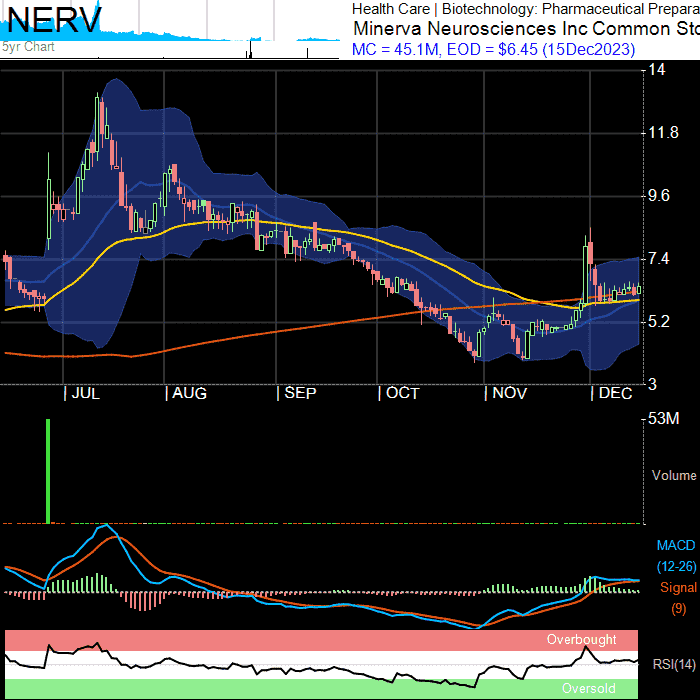 NERV
5yr Chart
Health Care | Biotechnology: Pharmaceutical Prepara
Minerva Neurosciences Inc Common Sto
MC = 45.1M, EOD = $6.45 (15Dec2023)
14
11.8
9.6
7.4
5.2
3
| JUL | AUG | SEP | OCT | NOV | DEC
53M
Volume
MACD
(12-26)
Signal
(9)
Overbought
RSI(14)
Oversold